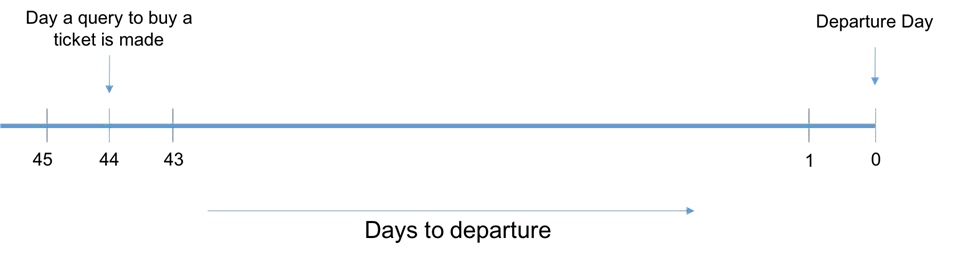 Day a query to buy a
ticket is made
Departure Day
45
44
43
1
0
Days to departure